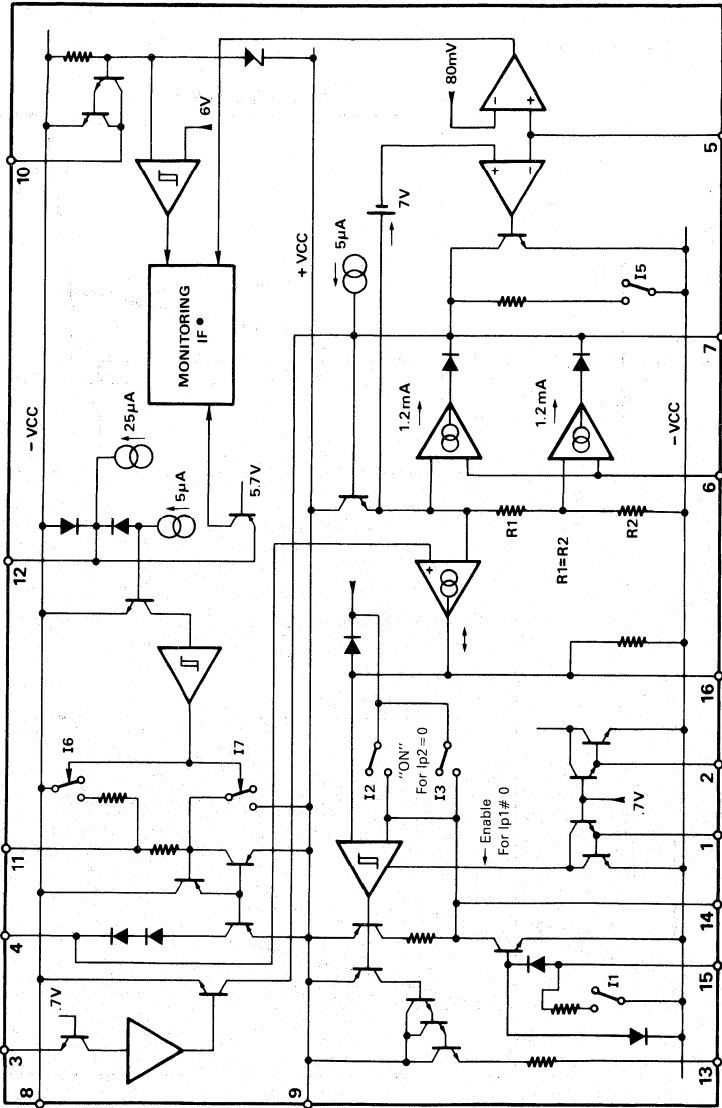 3 4 11 12 10
8
- VCC
.7V
I6
25μA
5μA
6V
MONITORING
IF●
I7
5.7V
9
+ VCC
5μA
I2
"ON"
For Ip2=0
I3
7V
80mV
1.2mA
Enable
For Ip1# 0
R1
R1=R2
1.2mA
R2
.7V
I1
I5
- VCC
13 15 14 1 2 16 6 7 5